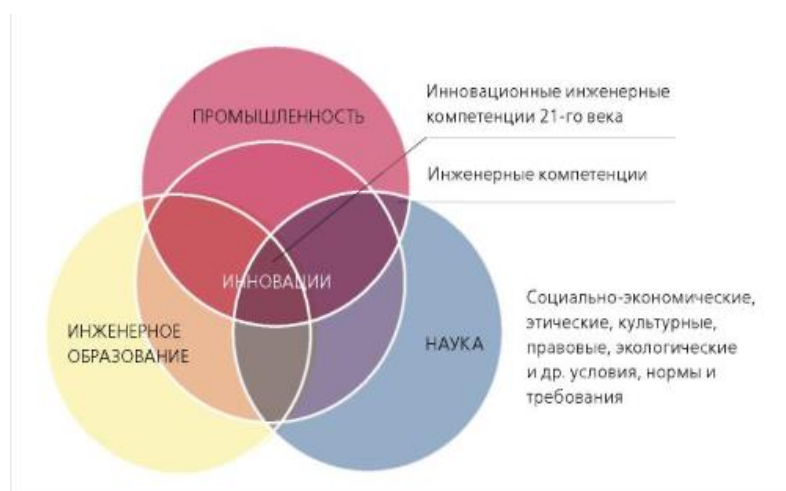 ПРОМЫШЛЕННОСТЬ
Инновационные инженерные
компетенции 21-го века
Инженерные компетенции
ИННОВАЦИИ
ИНЖЕНЕРНОЕ
ОБРАЗОВАНИЕ
НАУКА
Социально-экономические,
этические, культурные,
правовые, экологические
и др. условия, нормы и
требования